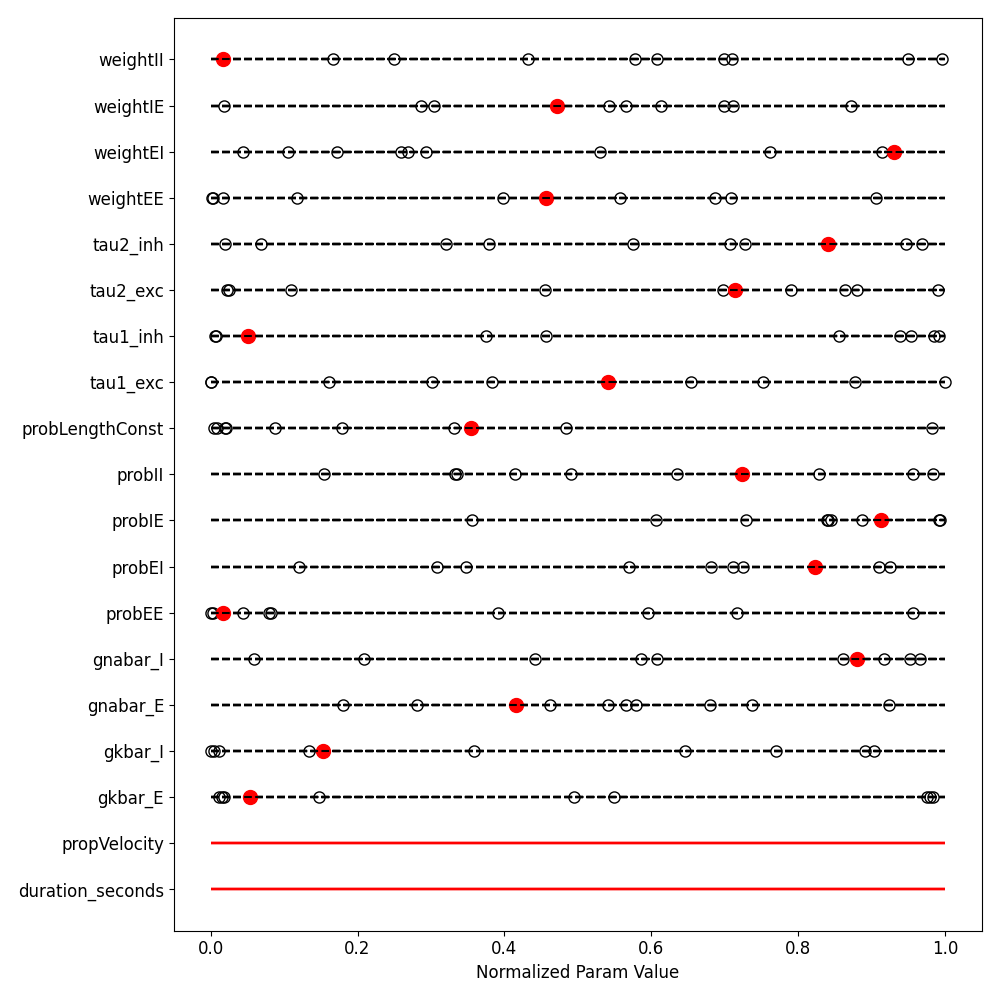 weightII
weightIE
weightEI
weightEE
tau2_inh
tau2_exc
tau1_inh
tau1_exc
probLengthConst
probII
probIE
probEI
probEE
gnabar_I
gnabar_E
gkbar_I
gkbar_E
propVelocity
duration_seconds
0.0 0.2 0.4 0.6 0.8 1.0
Normalized Param Value